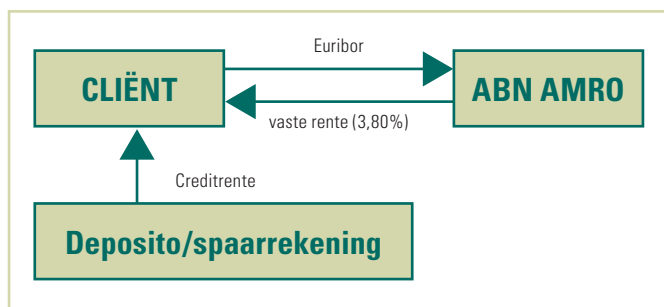 Euribor
CLIËNT
ABN AMRO
vaste rente (3,80%)
Creditrente
Deposito/spaarrekening